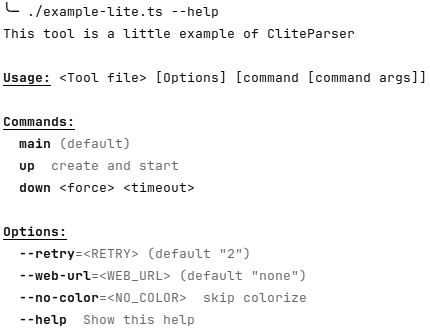 ╰─ ./example-lite.ts --help
This tool is a little example of CliteParser
Usage: <Tool file> [Options] [command [command args]]
Commands:
main (default)
up  create and start
down <force> <timeout>
Options:
--retry=<RETRY> (default "2")
--web-url=<WEB_URL> (default "none")
--no-color=<NO_COLOR>  skip colorize
--help  Show this help